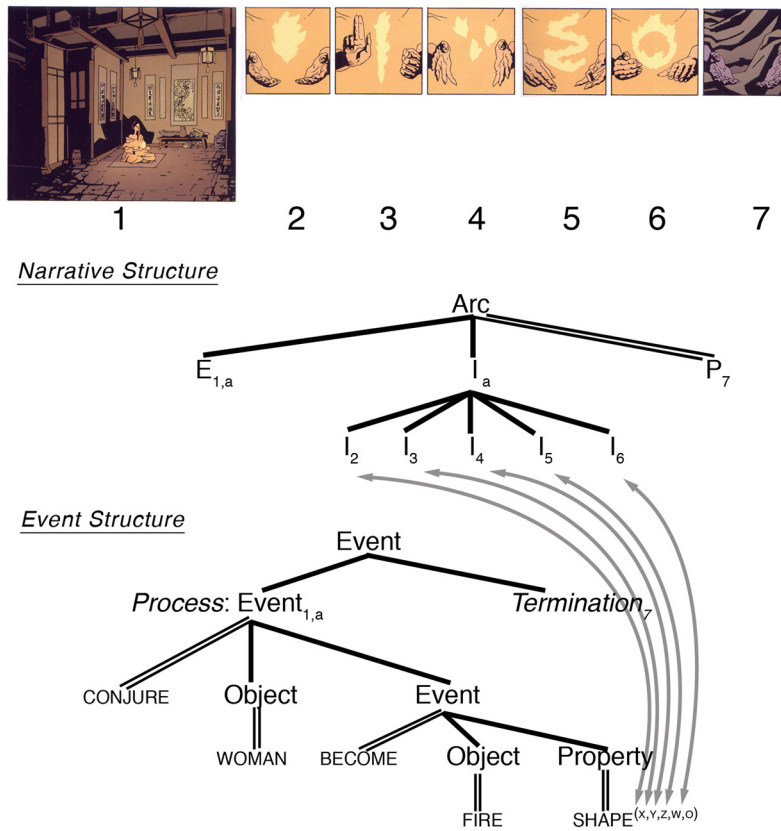 1 2 3 4 5 6 7
Narrative Structure
Arc
E1,a Ia P7
I2 I3 I4 I5 I6
Event Structure
Event
Process: Event1,a Termination7
CONJURE Object Event
WOMAN BECOME Object Property
FIRE SHAPE(X,Y,Z,W,O)